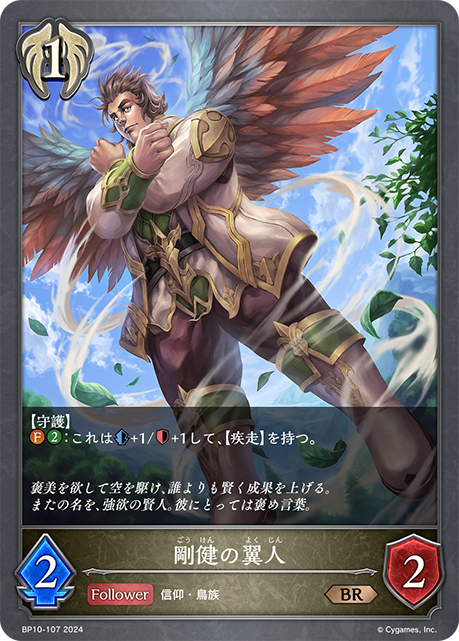 1
【守護】
F 2：これは+1/+1して、【疾走】を持つ。
褒美を欲して空を駆け、誰よりも賢く成果を上げる。
またの名を、強欲の賢人。彼にとっては褒め言葉。
ごうけん よくじん
剛健の翼人
2
Follower 信仰・鳥族
BR
2
BP10-107 2024
© Cygames, Inc.